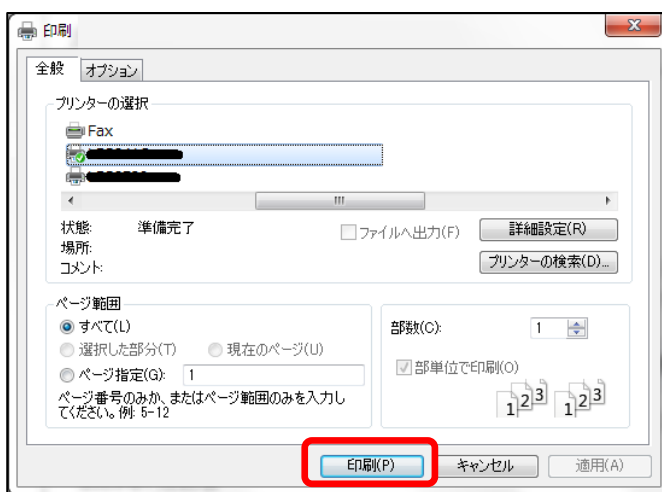 印刷
全般 オプション
プリンターの選択
Fax
状態: 準備完了
場所:
コメント:
ファイルへ出力(F)
詳細設定(R)
プリンターの検索(D)...
ページ範囲
すべて(L)
選択した部分(T) 現在のページ(U)
ページ指定(G): 1
ページ番号のみか、またはページ範囲のみを入力し
てください。例: 5-12
部数(C): 1
部単位で印刷(O)
1 2 3 1 2 3
印刷(P) キャンセル 適用(A)